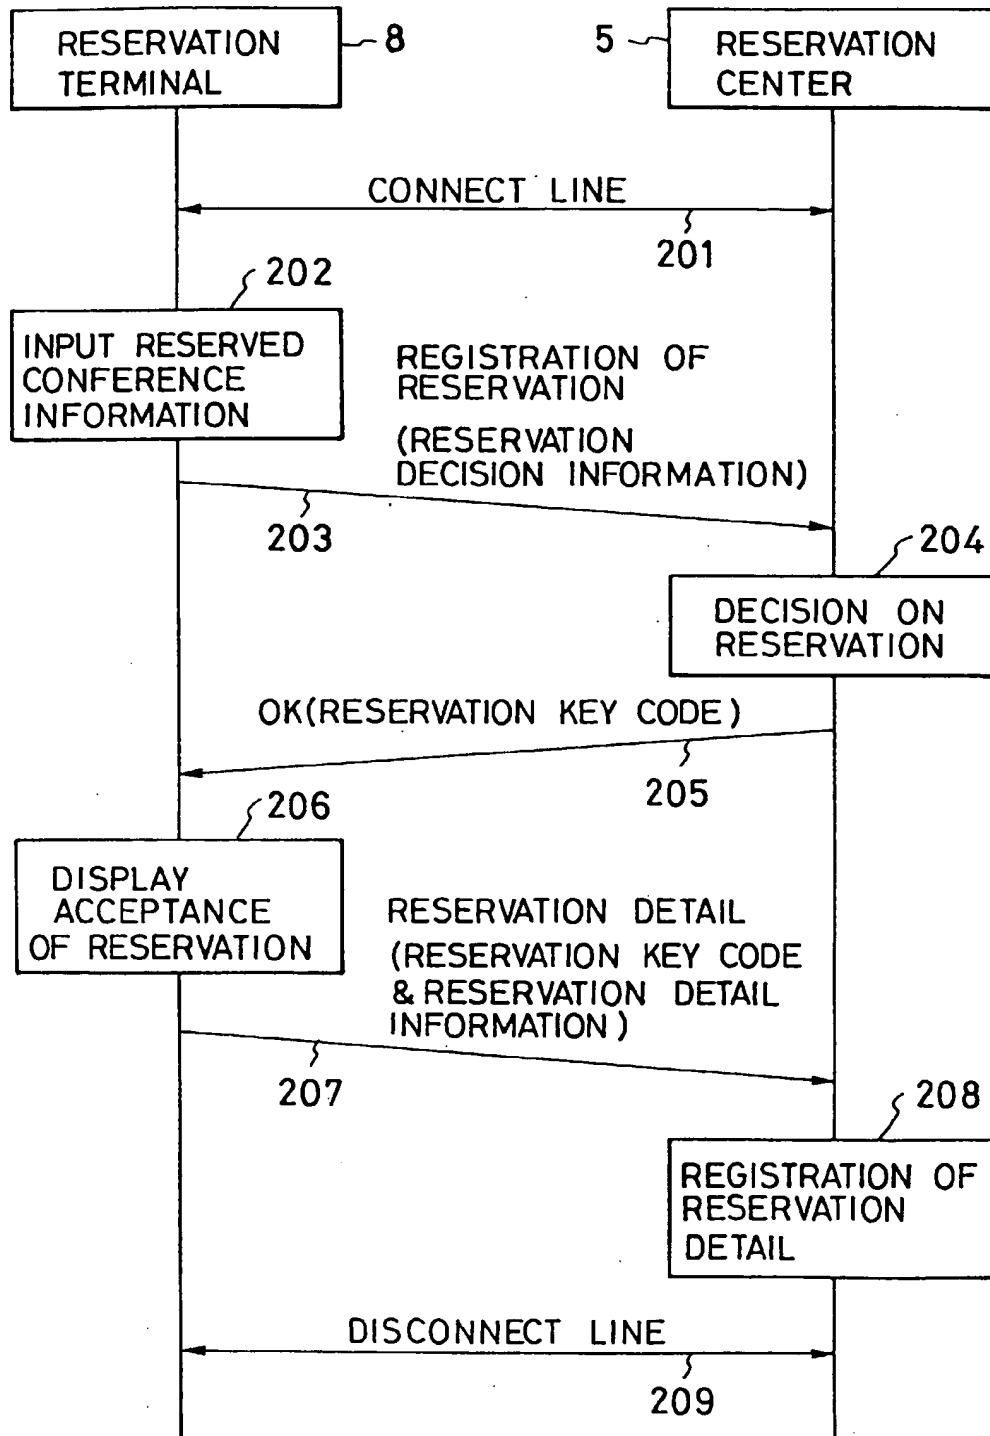 RESERVATION
TERMINAL
8
5
RESERVATION
CENTER
CONNECT LINE
201
202
INPUT RESERVED
CONFERENCE
INFORMATION
REGISTRATION OF
RESERVATION
(RESERVATION
DECISION INFORMATION)
203
204
DECISION ON
RESERVATION
OK(RESERVATION KEY CODE)
205
206
DISPLAY
ACCEPTANCE
OF RESERVATION
RESERVATION DETAIL
(RESERVATION KEY CODE
& RESERVATION DETAIL
INFORMATION)
207
208
REGISTRATION OF
RESERVATION
DETAIL
DISCONNECT LINE
209